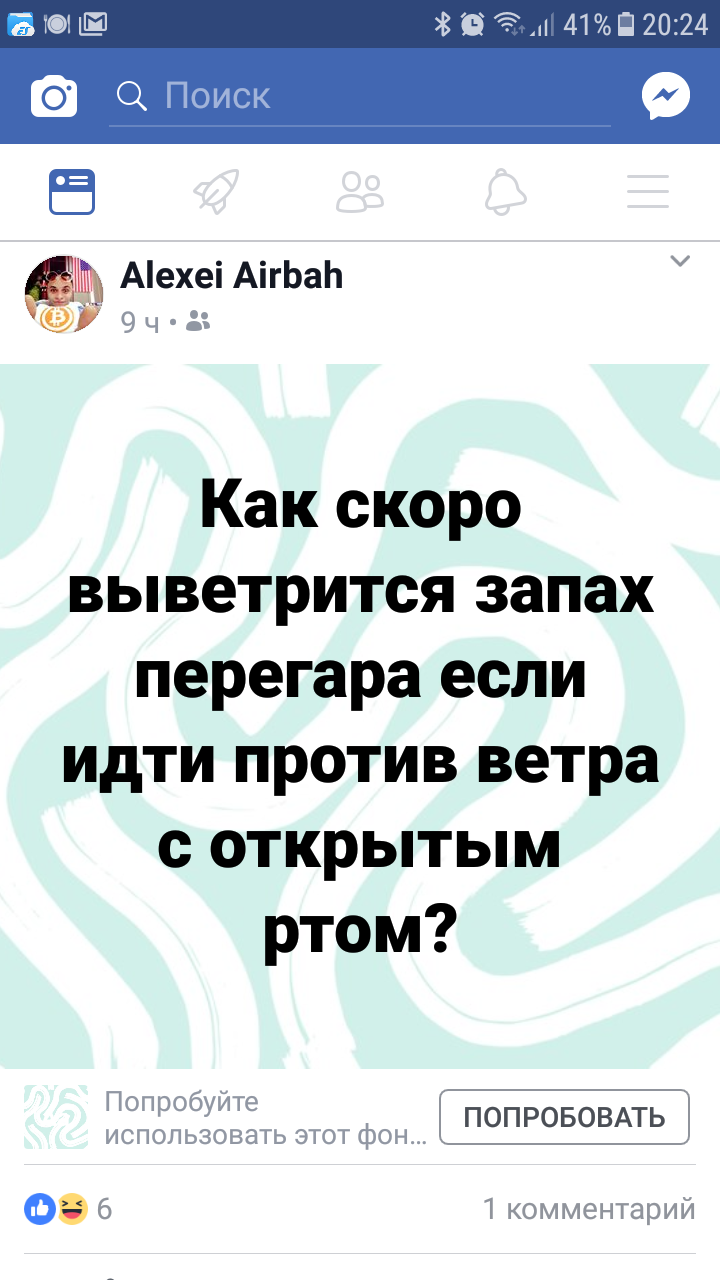 41% 20:24
Поиск
Alexei Airbah
9 ч
Как скоро
выветрится запах
перегара если
идти против ветра
с открытым
ртом?
Попробуйте
использовать этот фон...
ПОПРОБОВАТЬ
6
1 комментарий